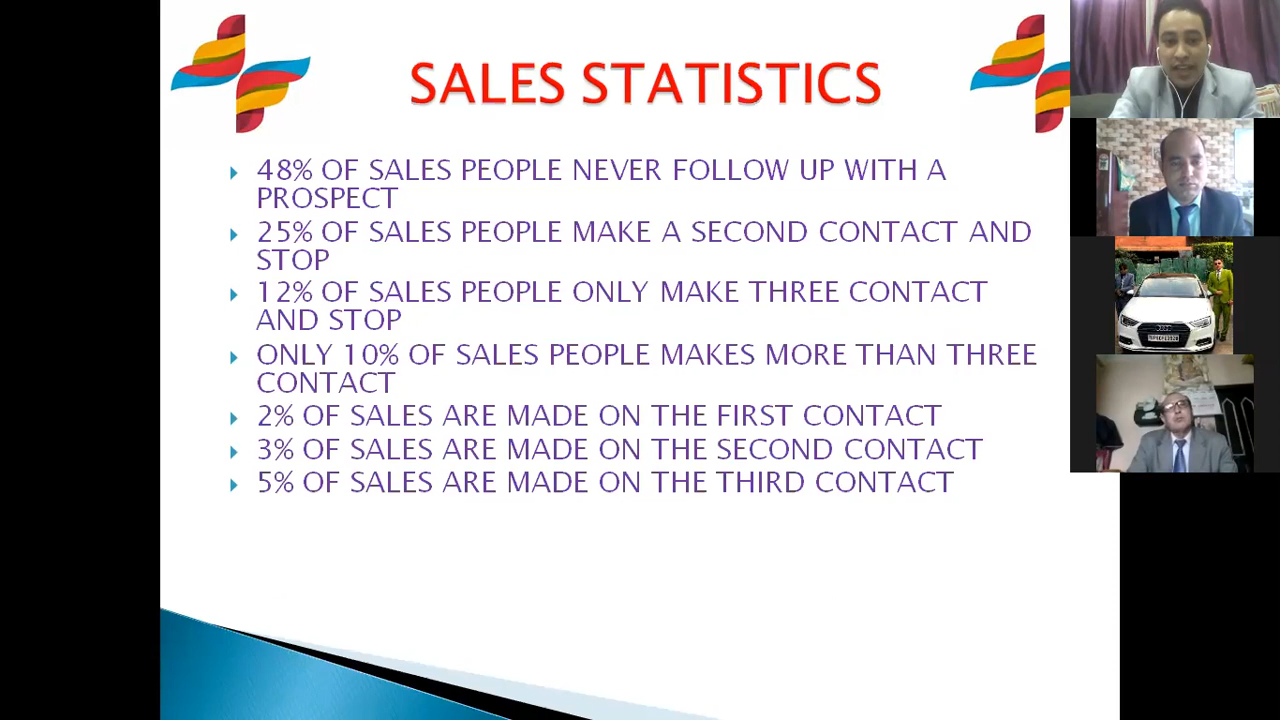 SALES STATISTICS
48% OF SALES PEOPLE NEVER FOLLOW UP WITH A
PROSPECT
25% OF SALES PEOPLE MAKE A SECOND CONTACT AND
STOP
12% OF SALES PEOPLE ONLY MAKE THREE CONTACT
AND STOP
ONLY 10% OF SALES PEOPLE MAKES MORE THAN THREE
CONTACT
2% OF SALES ARE MADE ON THE FIRST CONTACT
3% OF SALES ARE MADE ON THE SECOND CONTACT
5% OF SALES ARE MADE ON THE THIRD CONTACT